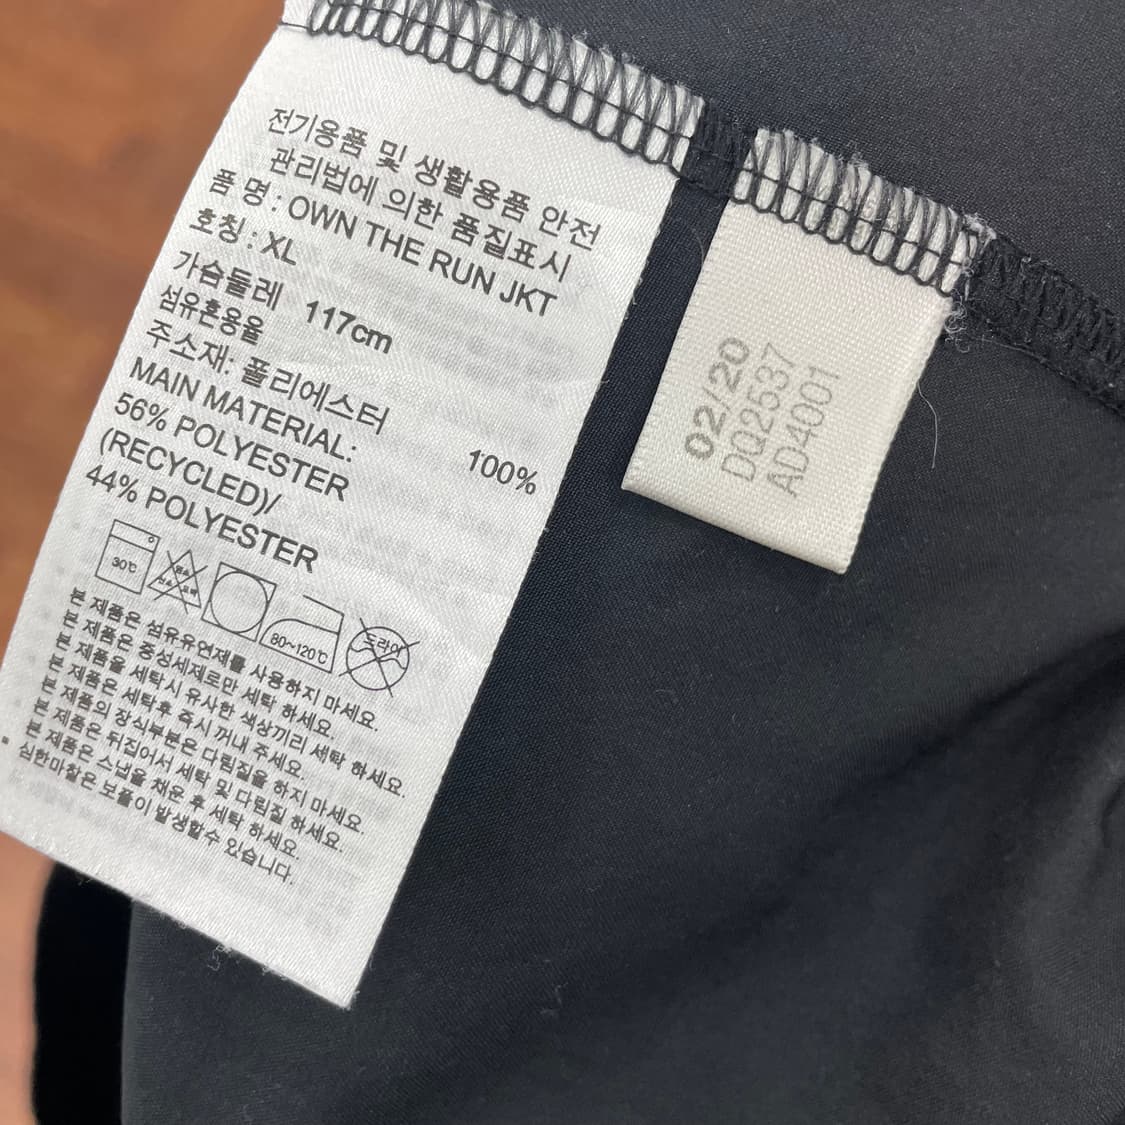 전기용품 및 생활용품 안전
관리법에 의한 품질표시
품 명 : OWN THE RUN JKT
호칭 : XL
가슴둘레 117cm
섬유혼용율
주소재: 폴리에스터 100%
MAIN MATERIAL:
56% POLYESTER
(RECYCLED)/
44% POLYESTER
30℃
80~120℃
드라이
본 제품은 섬유유연제를 사용하지 마세요.
본 제품은 중성세제로만 세탁 하세요.
본 제품을 세탁시 유사한 색상끼리 세탁 하세요.
본 제품은 세탁후 즉시 꺼내 주세요.
본 제품의 장식부분은 다림질을 하지 마세요.
본 제품은 뒤집어서 세탁 및 다림질 하세요.
본 제품은 스냅을 채운 후 세탁 하세요.
심한마찰은 보풀이 발생할수 있습니다.
02/20
DQ2537
AD4001